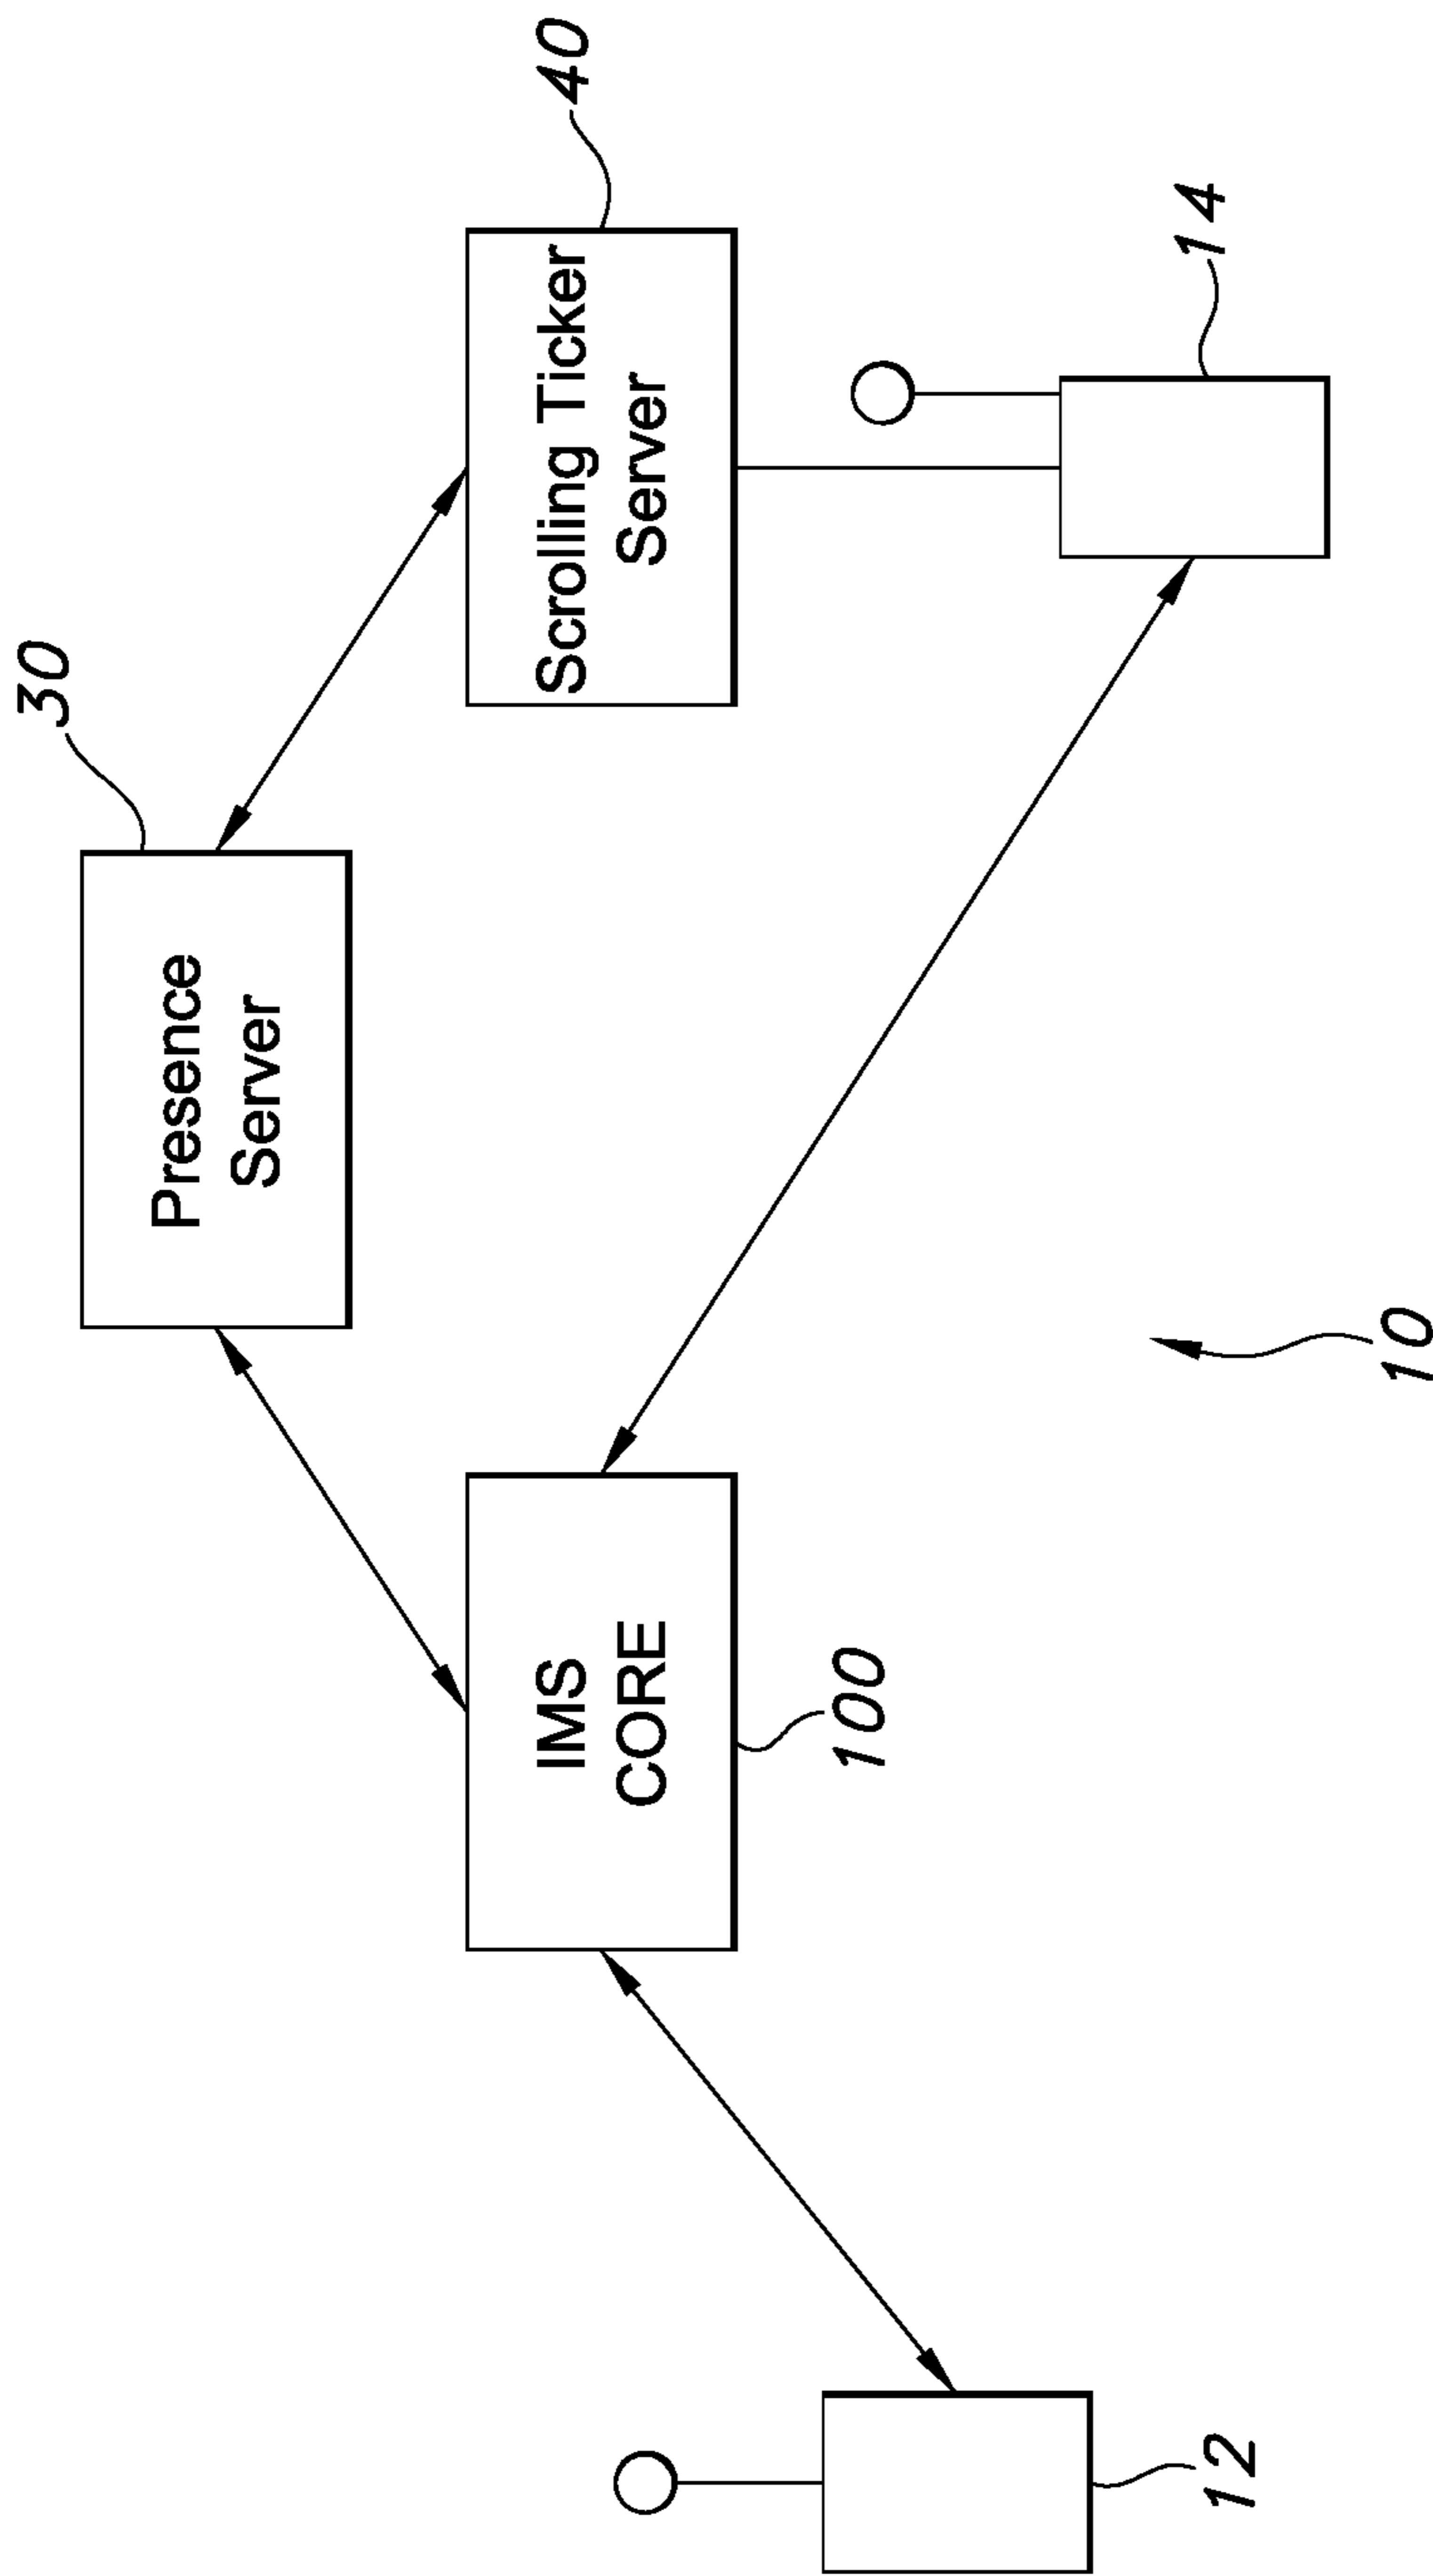 30
Presence
Server
40
Scrolling Ticker
Server
IMS
CORE
100
14
12
10